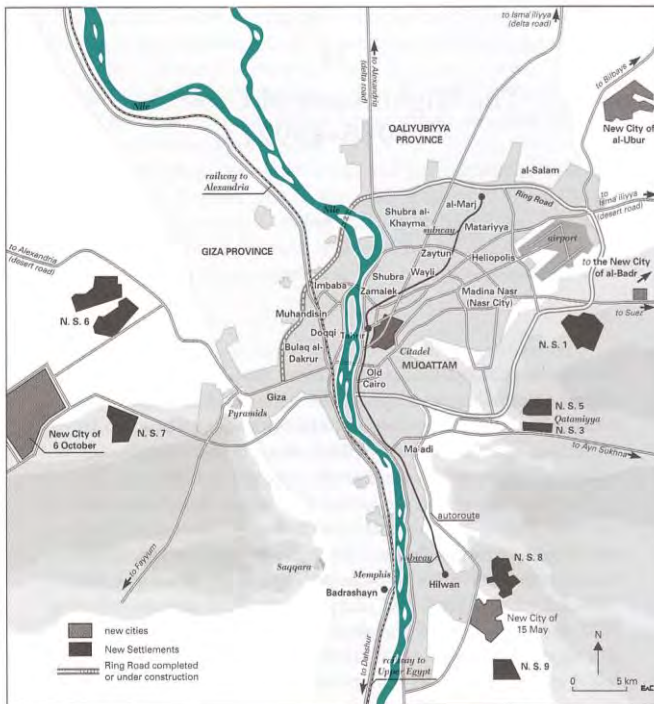 to Isma'iliyya
(delta road)
to Bilbays
to Alexandria
(delta road)
Nile
QALIYUBIYYA
PROVINCE
New City
of al-Ubur
al-Salam
railway to
Alexandria
Ring Road
to
Isma'iliyya
(desert road)
al-Marj
Nile
Shubra al-
Khayma
subway
Matariyya
airport
GIZA PROVINCE
Zaytun
Heliopolis
to the New City
of al-Badr
to Alexandria
(desert road)
Shubra
Wayli
Imbaba
Zamalek
Madina Nasr
(Nasr City)
to Suez
N. S. 6
Muhandisin
Doqqi
Tahrir
N. S. 1
Bulaq al-
Dakrur
Citadel
MUQATTAM
Old
Cairo
Giza
N. S. 5
Pyramids
Qatamiyya
N. S. 3
New City of
6 October
N. S. 7
Ma'adi
to Ayn Sukhna
autoroute
to Fayyum
subway
N. S. 8
Saqqara
Memphis
Hilwan
Badrashayn
New City of
15 May
new cities
New Settlements
Ring Road completed
or under construction
to Dahshur
railway to
Upper Egypt
N. S. 9
N
0 5 km